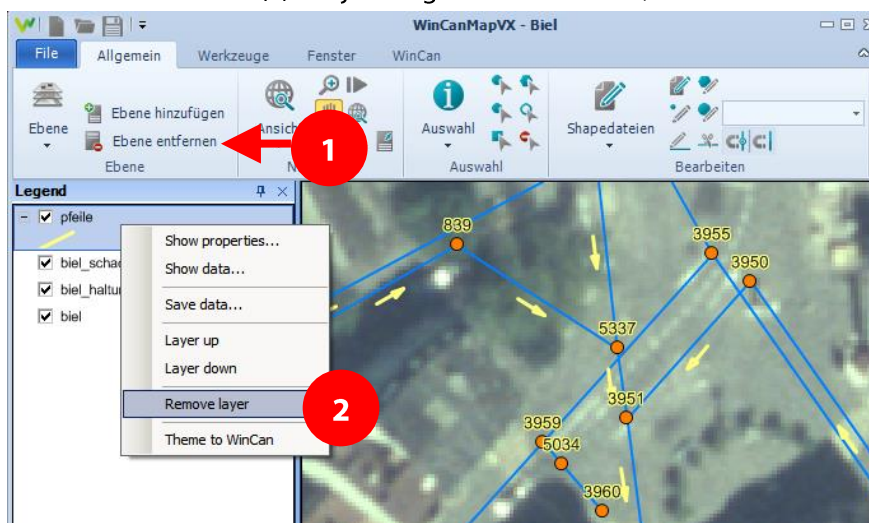 WinCanMapVX - Biel
File Allgemein Werkzeuge Fenster WinCan
Ebene
Ebene hinzufügen
Ebene entfernen
Ebene
1
Auswahl
Auswahl
Shapedateien
Bearbeiten
Legend
pfeile
biel_schac
biel_haltur
biel
Show properties...
Show data...
Save data...
Layer up
Layer down
Remove layer
Theme to WinCan
2
839
3955
3950
5337
3951
3959
5034
3960